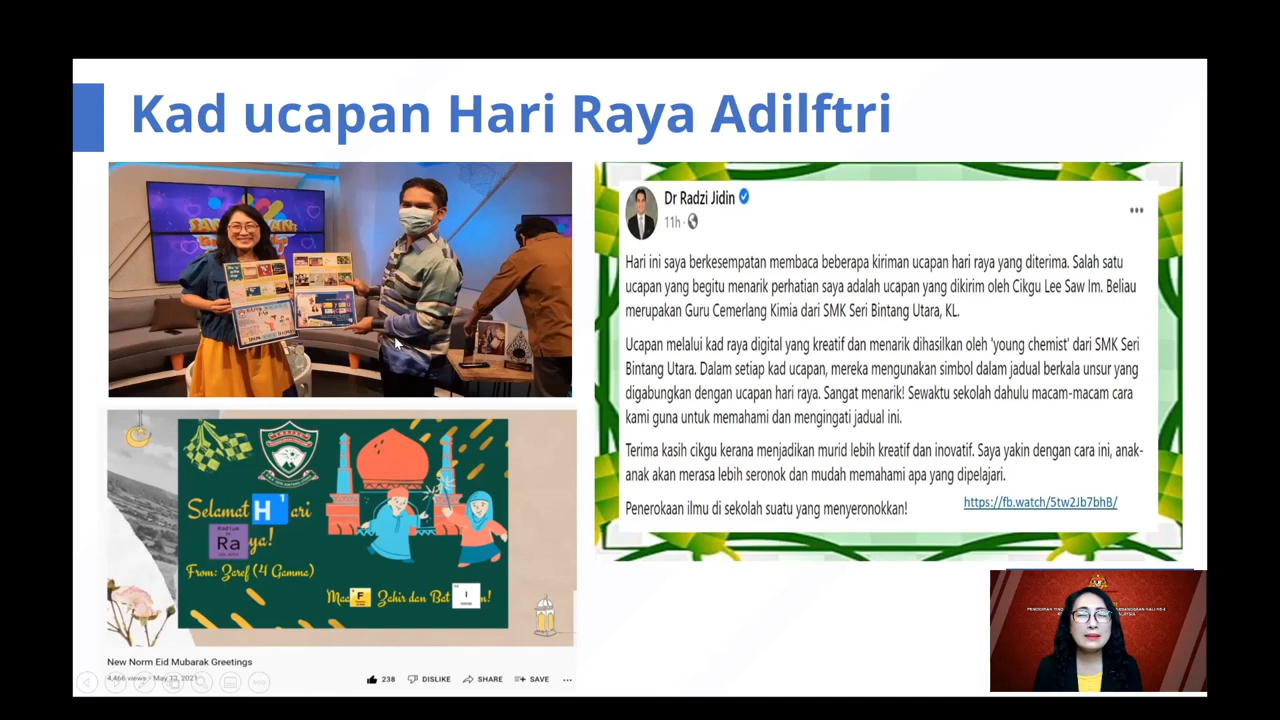 Kad ucapan Hari Raya Adilftri
Dr Radzi Jidin
11h ·
Hari ini saya berkesempatan membaca beberapa kiriman ucapan hari raya yang diterima. Salah satu
ucapan yang begitu menarik perhatian saya adalah ucapan yang dikirim oleh Cikgu Lee Saw Im. Beliau
merupakan Guru Cemerlang Kimia dari SMK Seri Bintang Utara, KL.
Ucapan melalui kad raya digital yang kreatif dan menarik dihasilkan oleh 'young chemist' dari SMK Seri
Bintang Utara. Dalam setiap kad ucapan, mereka mengunakan simbol dalam jadual berkala unsur yang
digabungkan dengan ucapan hari raya. Sangat menarik! Sewaktu sekolah dahulu macam-macam cara
kami guna untuk memahami dan mengingati jadual ini.
Terima kasih cikgu kerana menjadikan murid lebih kreatif dan inovatif. Saya yakin dengan cara ini, anak-
anak akan merasa lebih seronok dan mudah memahami apa yang dipelajari.
Penerokaan ilmu di sekolah suatu yang menyeronokkan!
https://fb.watch/5tw2Jb7bhB/
Selamat H 1 ari
Radium
Ra ya!
From: Zaref (4 Gamma)
Maa F Zahir dan Bat I n!
New Norm Eid Mubarak Greetings
4,466 views • May 13, 2021
238 DISLIKE SHARE SAVE